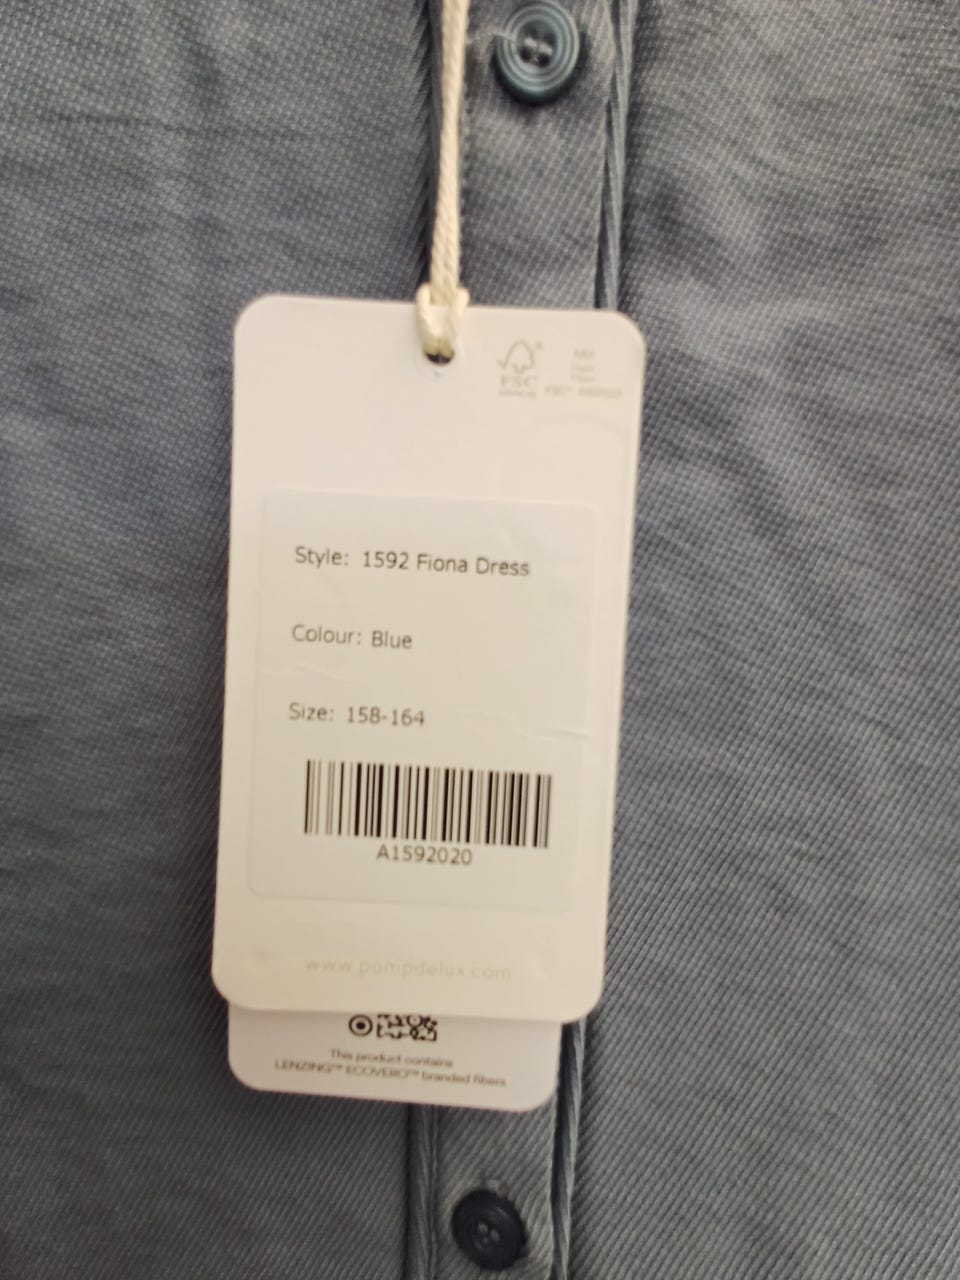 FSC
Style: 1592 Fiona Dress
Colour: Blue
Size: 158-164
A1592020
www.pompdelux.com
This product contains
LENZING™ ECOVERO™ branded fibers